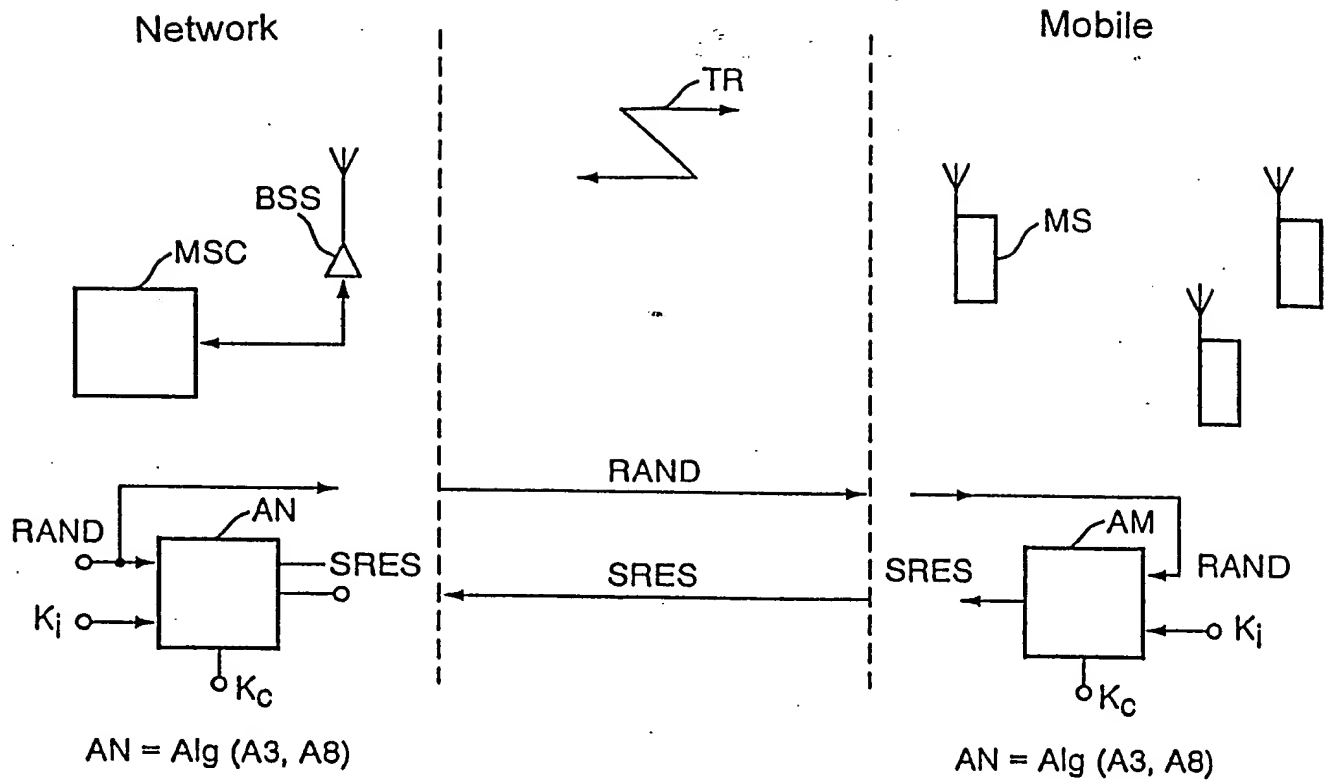 Network
Mobile
TR
BSS
MSC
MS
RAND
AN
RAND
SRES
Ki
Kc
SRES
AM
RAND
SRES
Ki
Kc
AN = Alg (A3, A8)
AN = Alg (A3, A8)